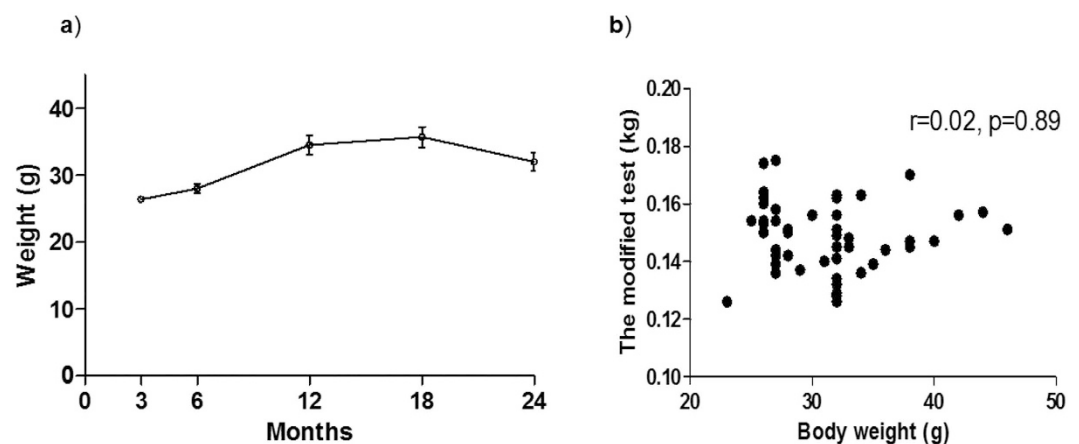 a)
Weight (g)
40
30
20
10
0
0 3 6 12 18 24
Months
b)
The modified test (kg)
0.20
0.18
0.16
0.14
0.12
0.10
r=0.02, p=0.89
20 30 40 50
Body weight (g)